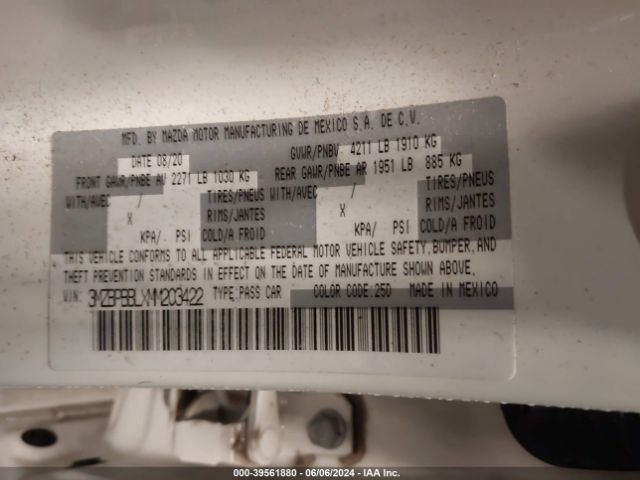 MFD. BY MAZDA MOTOR MANUFACTURING DE MEXICO S.A. DE C.V.
DATE 08/20 GVWR/PNBV 4211 LB 1910 KG
FRONT GAWR/PNBE AV 2271 LB 1030 KG REAR GAWR/PNBE AR 1951 LB 885 KG
WITH/AVEC / TIRES/PNEUS WITH/AVEC / TIRES/PNEUS
X RIMS/JANTES X RIMS/JANTES
KPA/ PSI COLD/A FROID KPA/ PSI COLD/A FROID
THIS VEHICLE CONFORMS TO ALL APPLICABLE FEDERAL MOTOR VEHICLE SAFETY, BUMPER, AND
THEFT PREVENTION STANDARDS IN EFFECT ON THE DATE OF MANUFACTURE SHOWN ABOVE.
VIN: 3MZBPBBLXMM203422 TYPE:PASS CAR COLOR CODE:25D MADE IN MEXICO
000-39561880 - 06/06/2024 - IAA Inc.